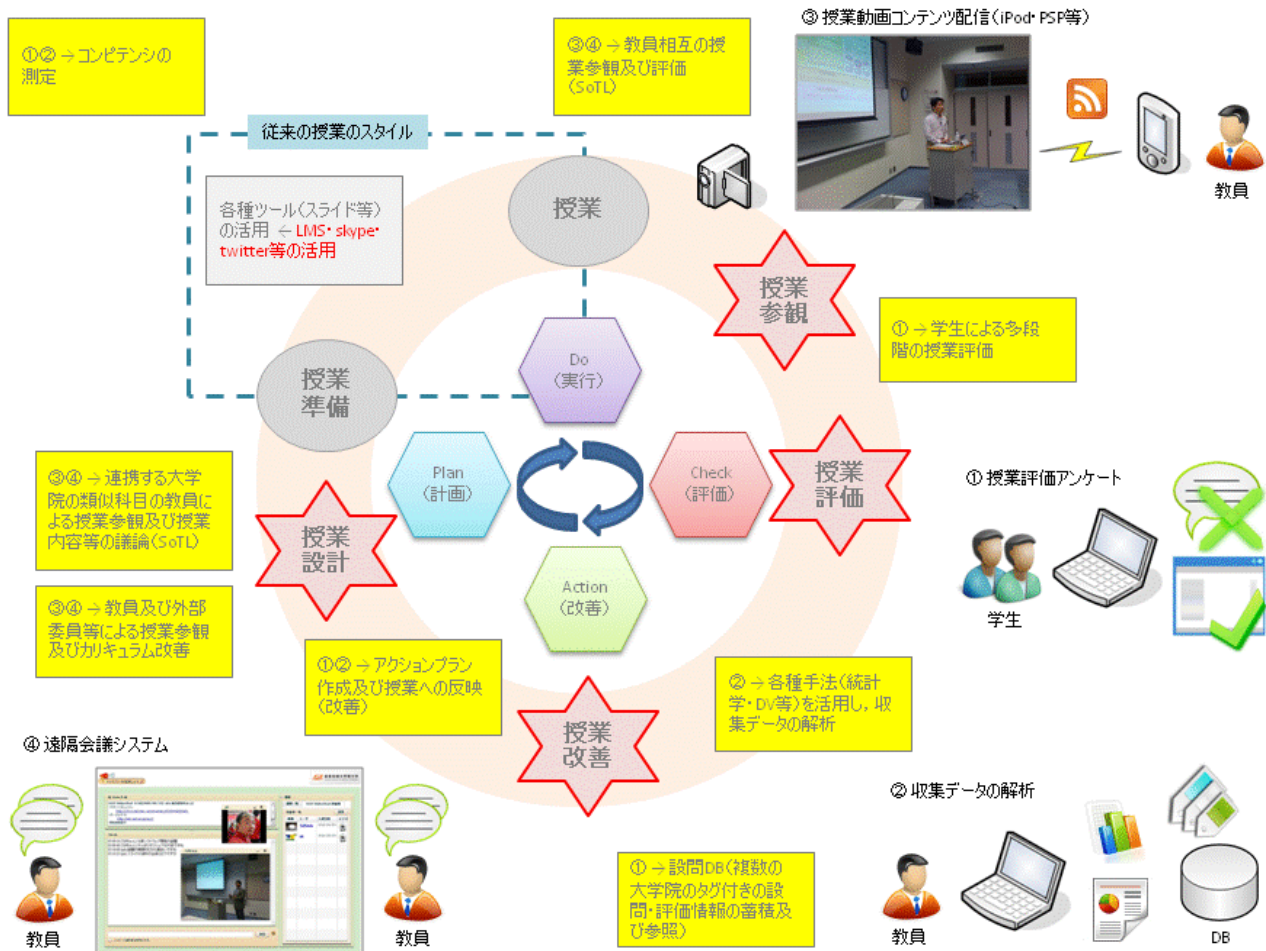 ③ 授業動画コンテンツ配信(iPod・PSP等)
①② → コンピテンシの
測定
③④ → 教員相互の授
業参観及び評価
(SoTL)
従来の授業のスタイル
教員
各種ツール(スライド等)
の活用 ← LMS・skype・
twitter等の活用
授業
授業
参観
① → 学生による多段
階の授業評価
Do
(実行)
授業
準備
Plan
(計画)
Check
(評価)
授業
評価
① 授業評価アンケート
③④ → 連携する大学
院の類似科目の教員に
よる授業参観及び授業
内容等の議論(SoTL)
授業
設計
Action
(改善)
学生
③④ → 教員及び外部
委員等による授業参観
及びカリキュラム改善
①② → アクションプラン
作成及び授業への反映
(改善)
② → 各種手法(統計
学・DV等)を活用し, 収
集データの解析
授業
改善
④ 遠隔会議システム
② 収集データの解析
① → 設問DB(複数の
大学院のタグ付きの設
問・評価情報の蓄積及
び参照)
教員
教員
教員
DB